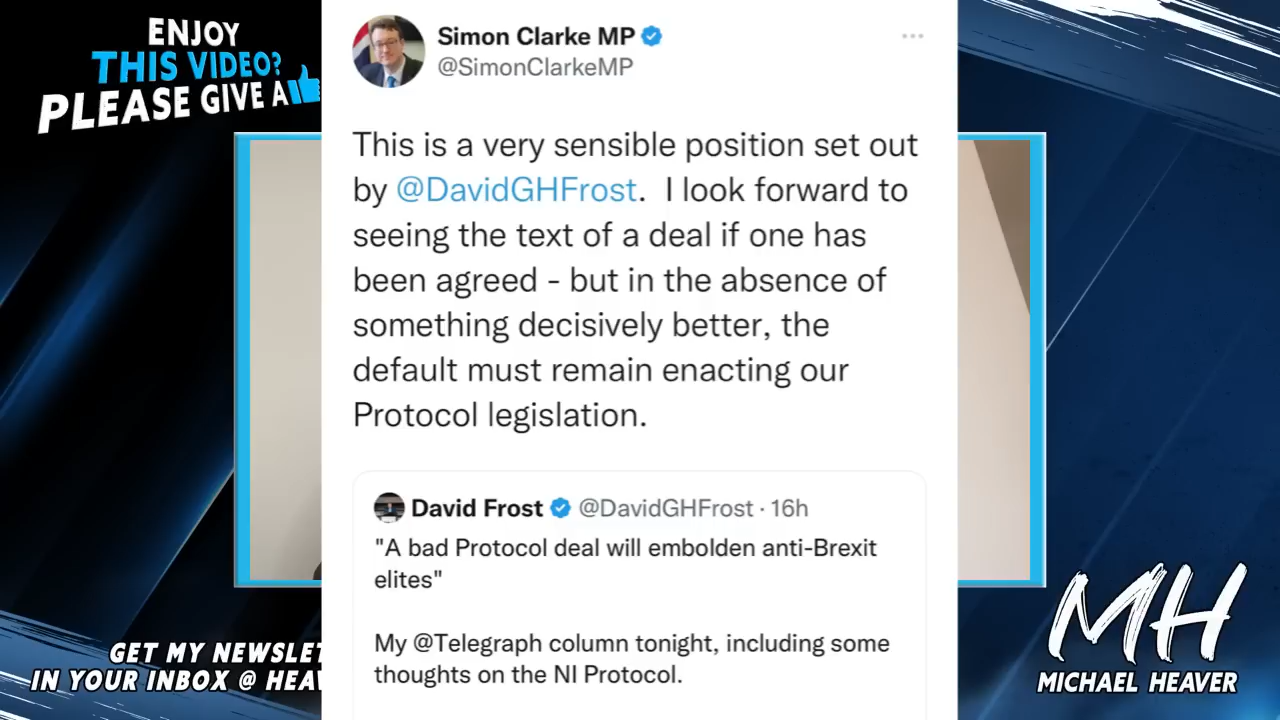 ENJOY
THIS VIDEO?
PLEASE GIVE A
Simon Clarke MP
@SimonClarkeMP
This is a very sensible position set out
by @DavidGHFrost.  I look forward to
seeing the text of a deal if one has
been agreed - but in the absence of
something decisively better, the
default must remain enacting our
Protocol legislation.
David Frost @DavidGHFrost · 16h
"A bad Protocol deal will embolden anti-Brexit
elites"
My @Telegraph column tonight, including some
thoughts on the NI Protocol.
GET MY NEWSLET
IN YOUR INBOX @ HEAV
MH
MICHAEL HEAVER